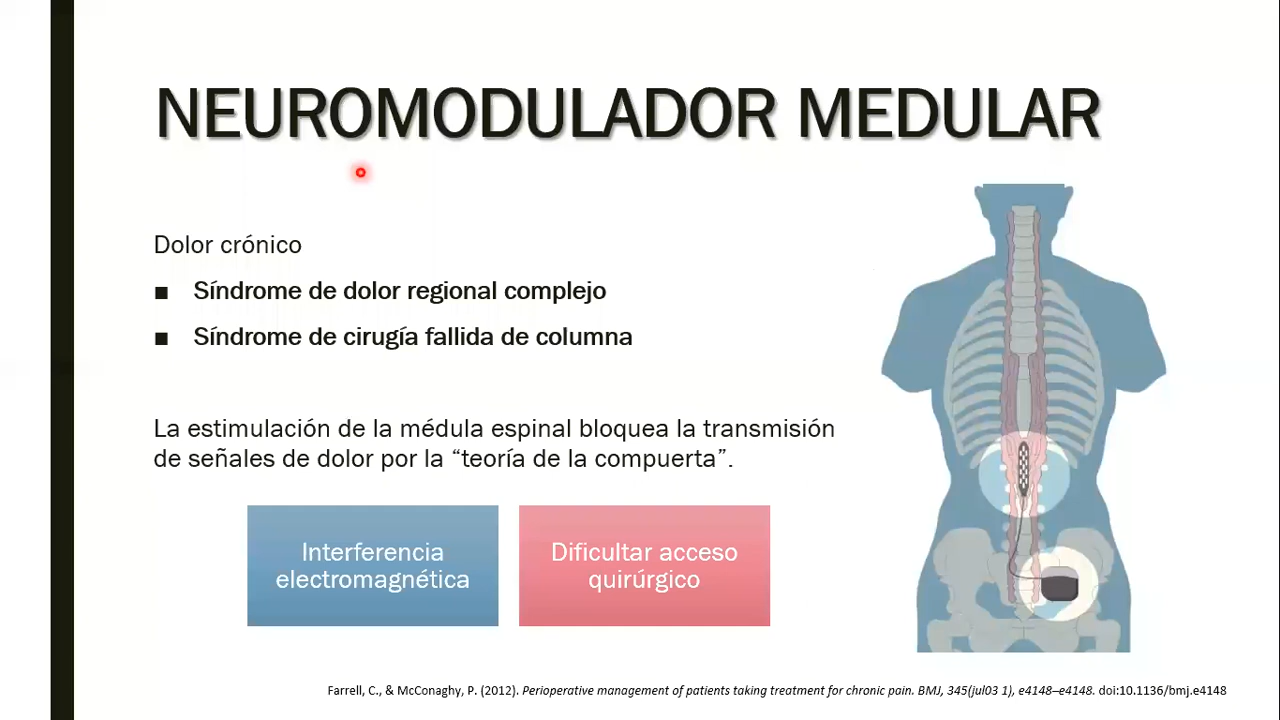 NEUROMODULADOR MEDULAR
Dolor crónico
■ Síndrome de dolor regional complejo
■ Síndrome de cirugía fallida de columna
La estimulación de la médula espinal bloquea la transmisión
de señales de dolor por la “teoría de la compuerta”.
Interferencia
electromagnética
Dificultar acceso
quirúrgico
Farrell, C., & McConaghy, P. (2012). Perioperative management of patients taking treatment for chronic pain. BMJ, 345(jul03 1), e4148–e4148. doi:10.1136/bmj.e4148